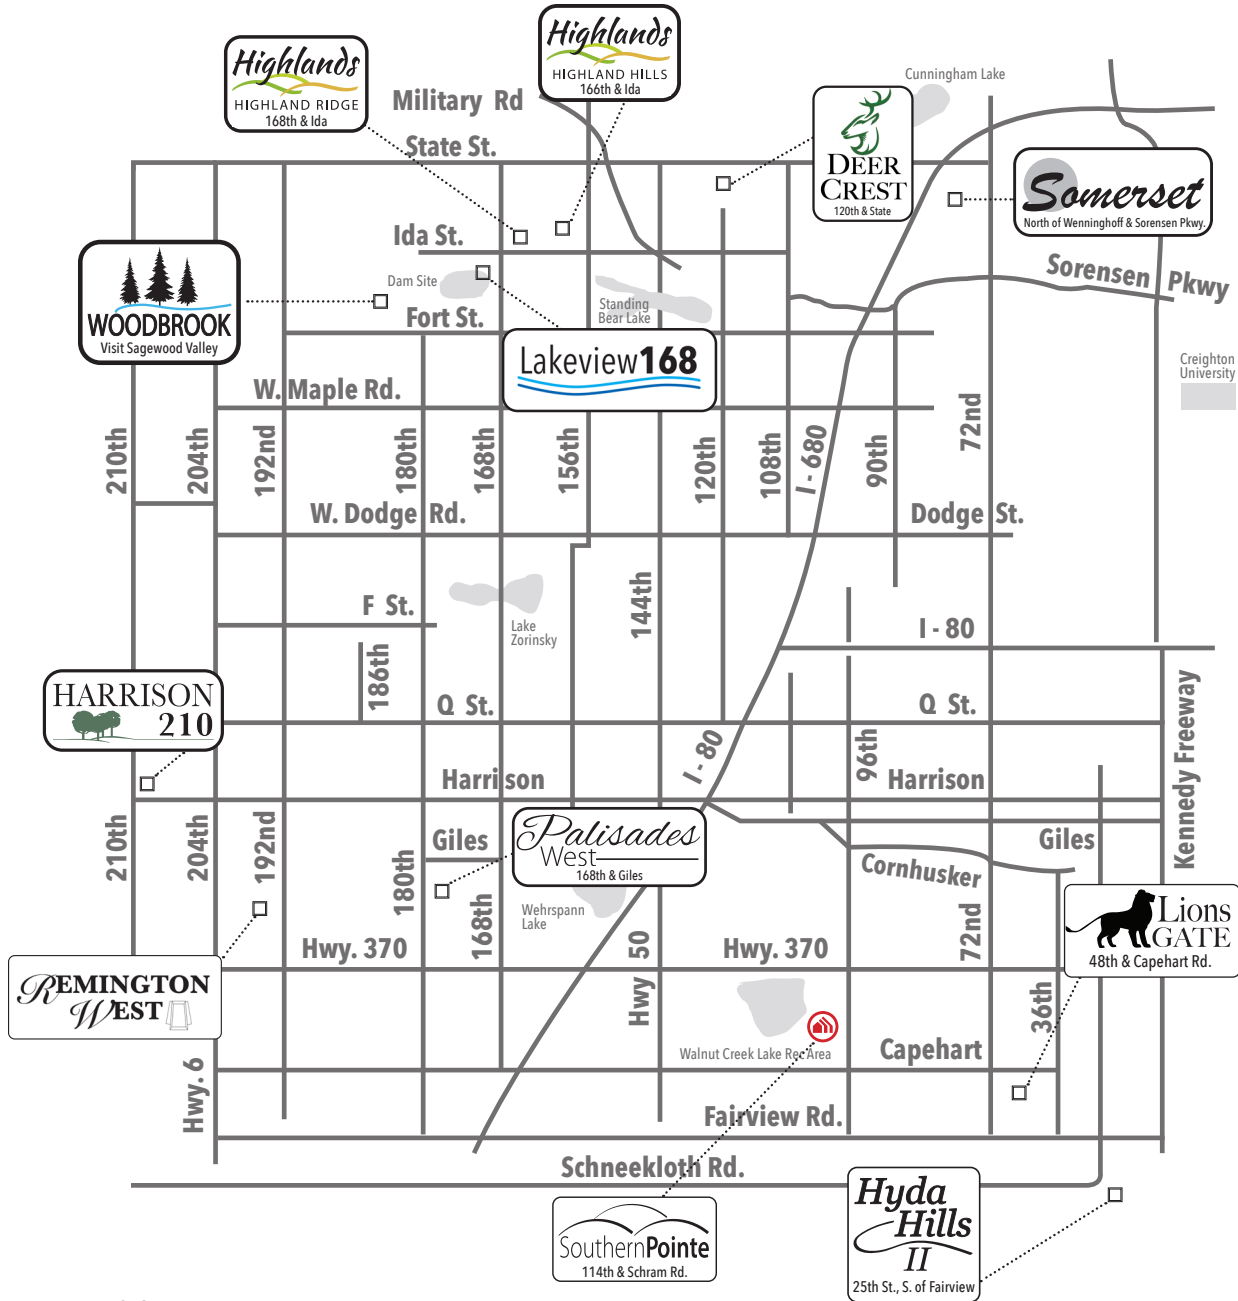 Highlands
HIGHLAND RIDGE
168th & Ida
Highlands
HIGHLAND HILLS
166th & Ida
Military Rd
State St.
Cunningham Lake
DEER
CREST
120th & State
Somerset
North of Wenninghoff & Sorensen Pkwy.
Ida St.
Sorensen Pkwy
WOODBROOK
Visit Sagewood Valley
Dam Site
Standing
Bear Lake
Fort St.
Lakeview168
Creighton
University
W. Maple Rd.
210th
204th
192nd
180th
168th
156th
120th
108th
I - 680
90th
72nd
W. Dodge Rd.
Dodge St.
F St.
Lake
Zorinsky
144th
I - 80
HARRISON
210
186th
Q St.
Q St.
I - 80
96th
Kennedy Freeway
Harrison
Harrison
210th
204th
192nd
180th
Giles
168th
Palisades
West
168th & Giles
Giles
Cornhusker
Wehrspann
Lake
Hwy. 370
Hwy 50
Hwy. 370
72nd
Lions
GATE
48th & Capehart Rd.
REMINGTON
WEST
36th
Walnut Creek Lake Rec Area
Capehart
Hwy. 6
Fairview Rd.
Schneekloth Rd.
SouthernPointe
114th & Schram Rd.
Hyda
Hills
II
25th St., S. of Fairview